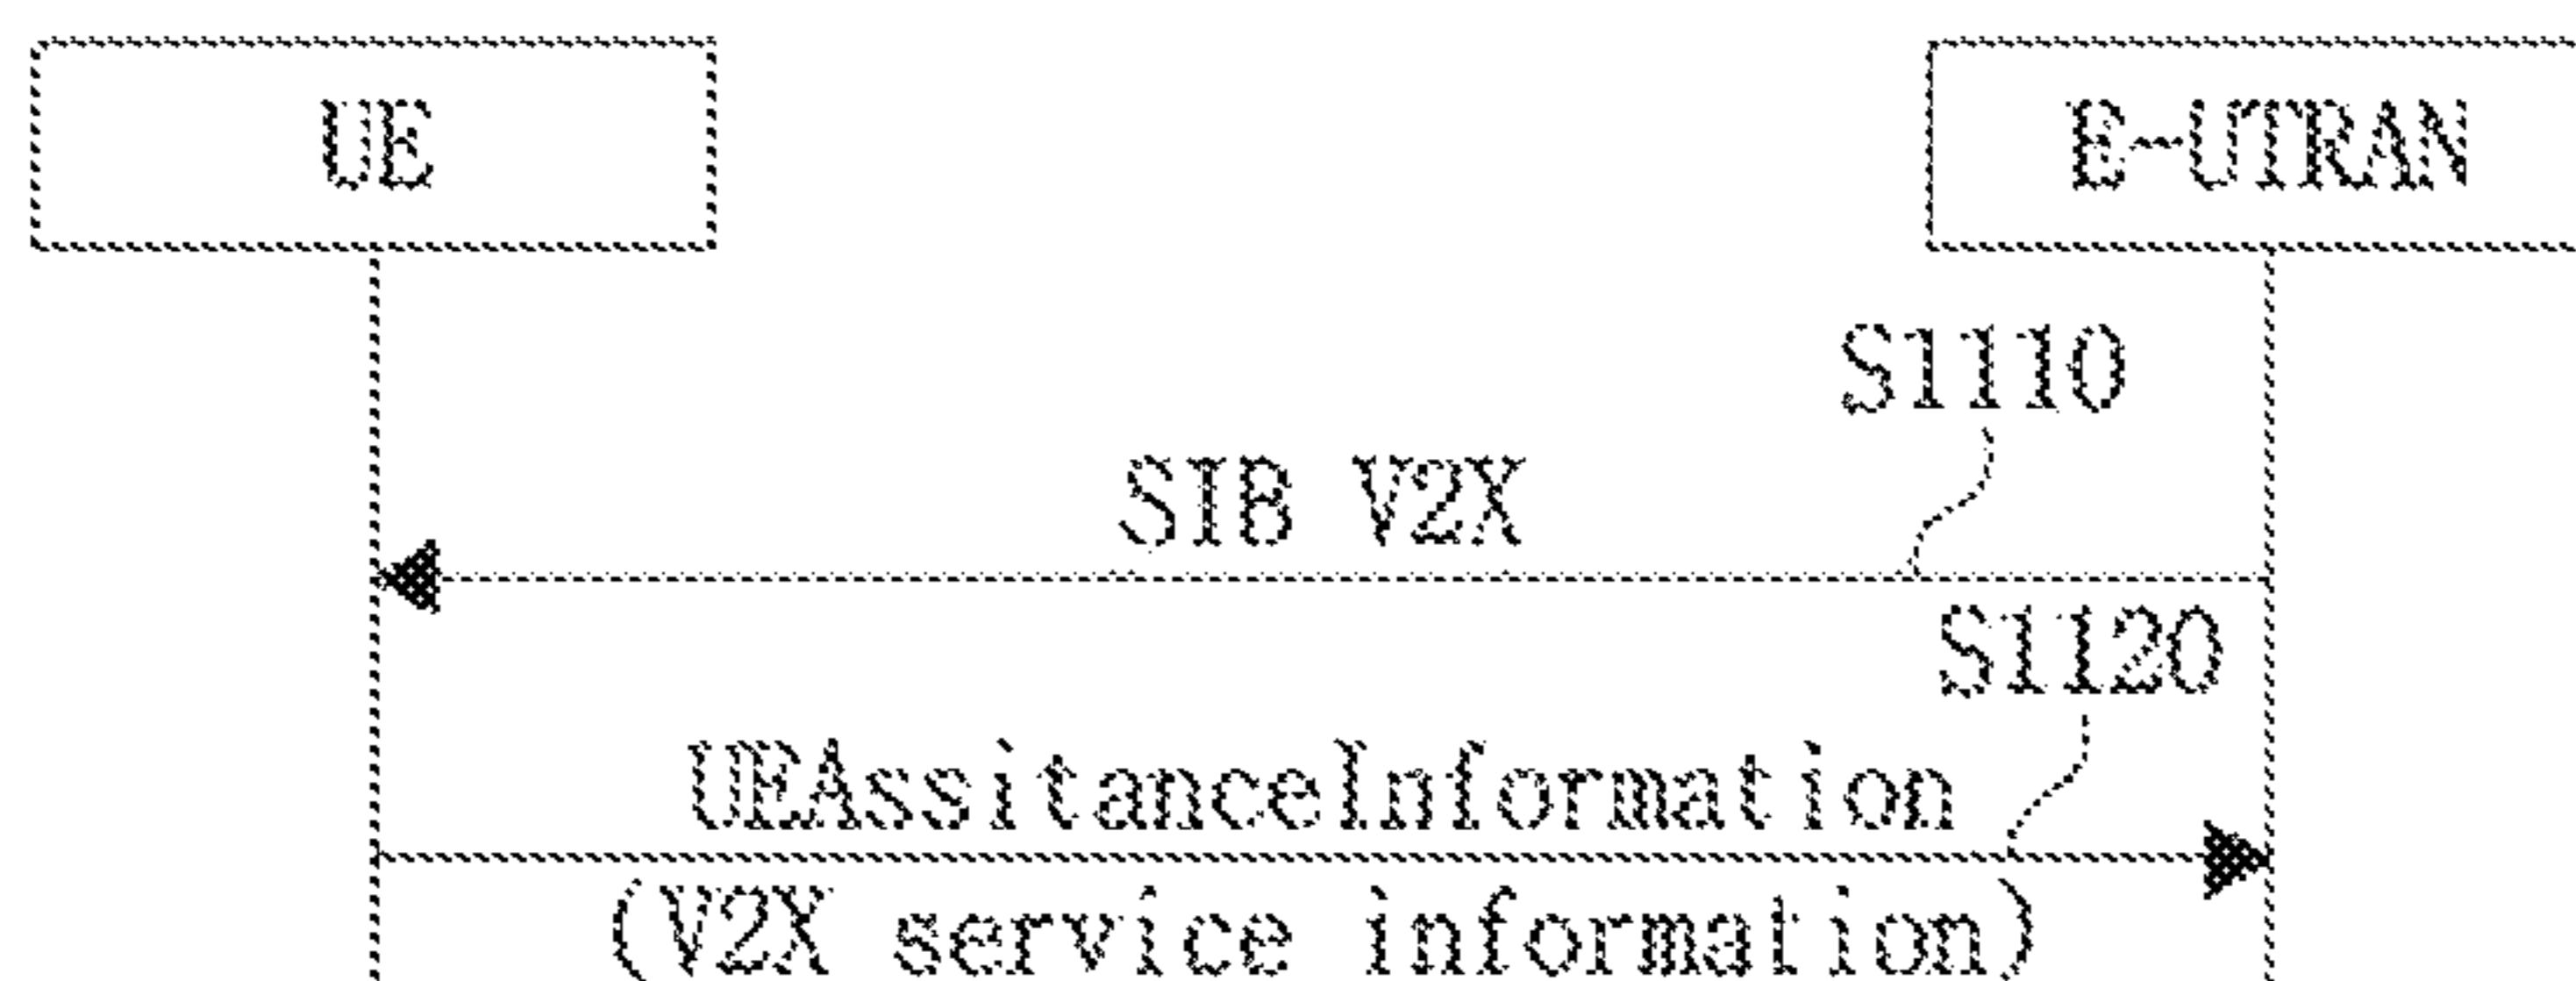 UE
E-UTRAN
S1110
SIB V2X
S1120
UEAssitanceInformation
(V2X service information)